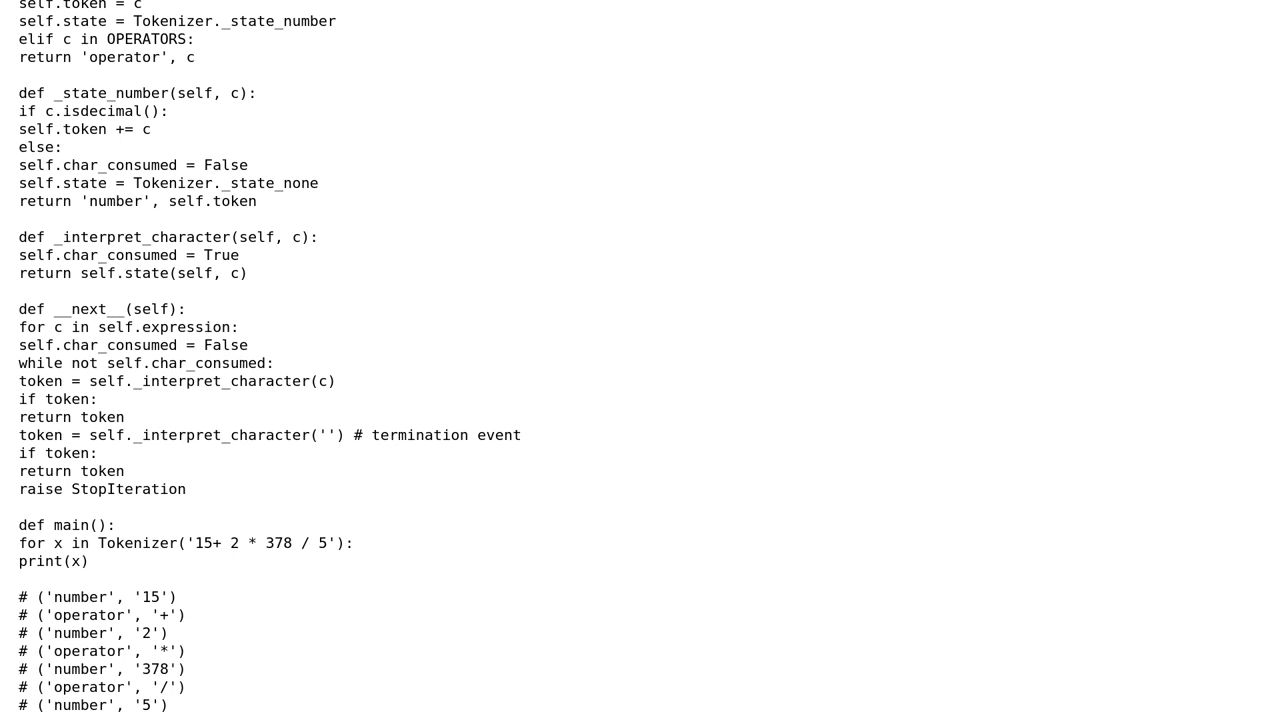 self.token = c
self.state = Tokenizer._state_number
elif c in OPERATORS:
return 'operator', c

def _state_number(self, c):
if c.isdecimal():
self.token += c
else:
self.char_consumed = False
self.state = Tokenizer._state_none
return 'number', self.token

def _interpret_character(self, c):
self.char_consumed = True
return self.state(self, c)

def __next__(self):
for c in self.expression:
self.char_consumed = False
while not self.char_consumed:
token = self._interpret_character(c)
if token:
return token
token = self._interpret_character('') # termination event
if token:
return token
raise StopIteration

def main():
for x in Tokenizer('15+ 2 * 378 / 5'):
print(x)

# ('number', '15')
# ('operator', '+')
# ('number', '2')
# ('operator', '*')
# ('number', '378')
# ('operator', '/')
# ('number', '5')